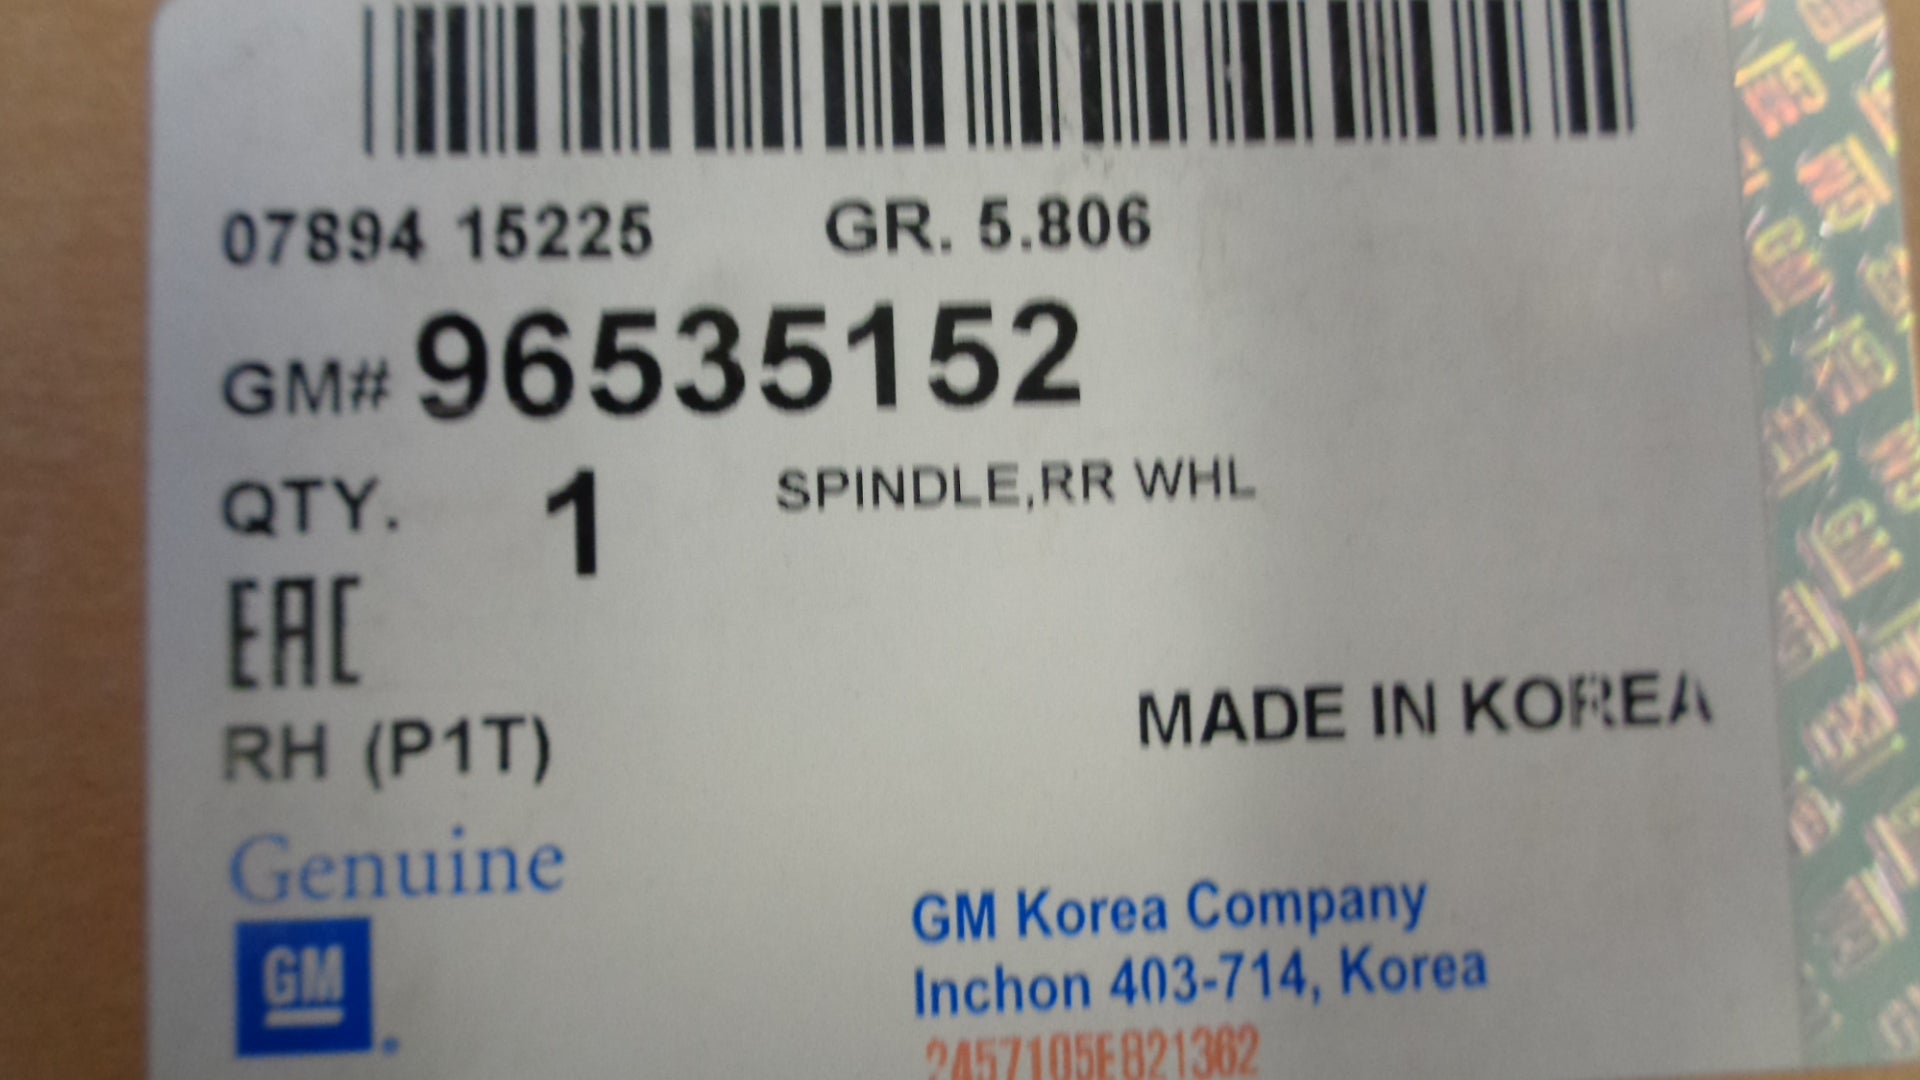 07894 15225 GR. 5.806
GM# 96535152
QTY. 1 SPINDLE,RR WHL
EAC
RH (P1T)
MADE IN KOREA
Genuine
GM
GM Korea Company
Inchon 403-714, Korea
2457105EB21362